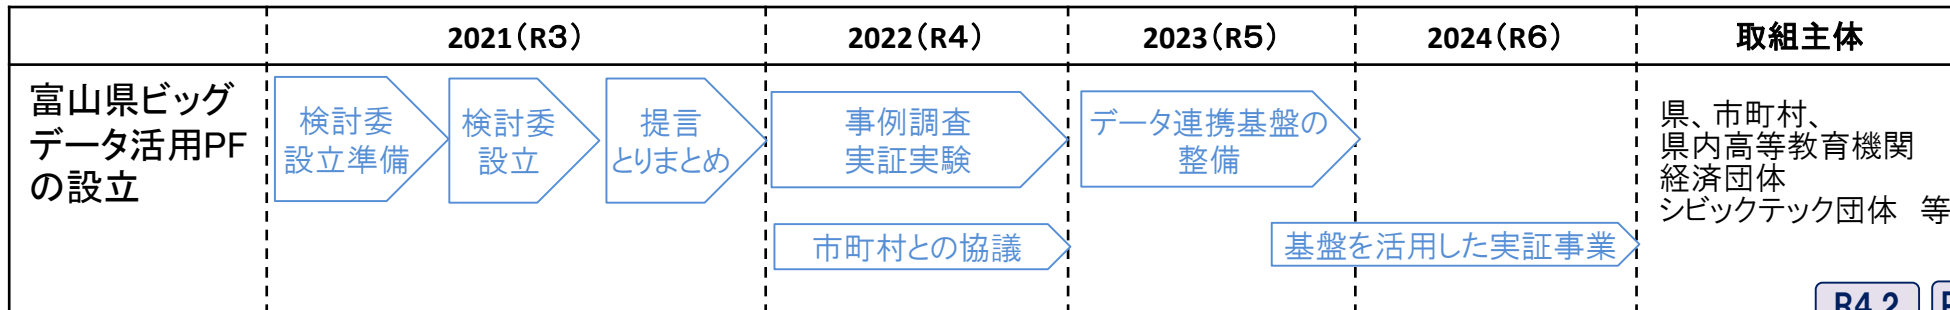 2021（R3）
2022（R4）
2023（R5）
2024（R6）
取組主体
富山県ビッグ
データ活用PF
の設立
検討委
設立準備
検討委
設立
提言
とりまとめ
事例調査
実証実験
データ連携基盤の
整備
県、市町村、
県内高等教育機関
経済団体
シビックテック団体　等
市町村との協議
基盤を活用した実証事業
R4.2